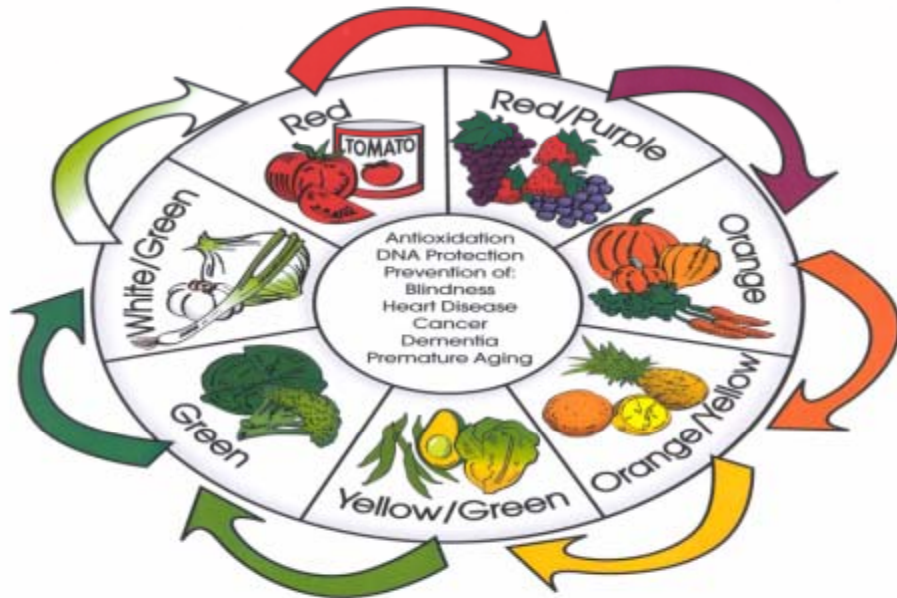 Red
TOMATO
Red/Purple
Orange
Orange/Yellow
Yellow/Green
Green
White/Green
Antioxidation
DNA Protection
Prevention of:
Blindness
Heart Disease
Cancer
Dementia
Premature Aging